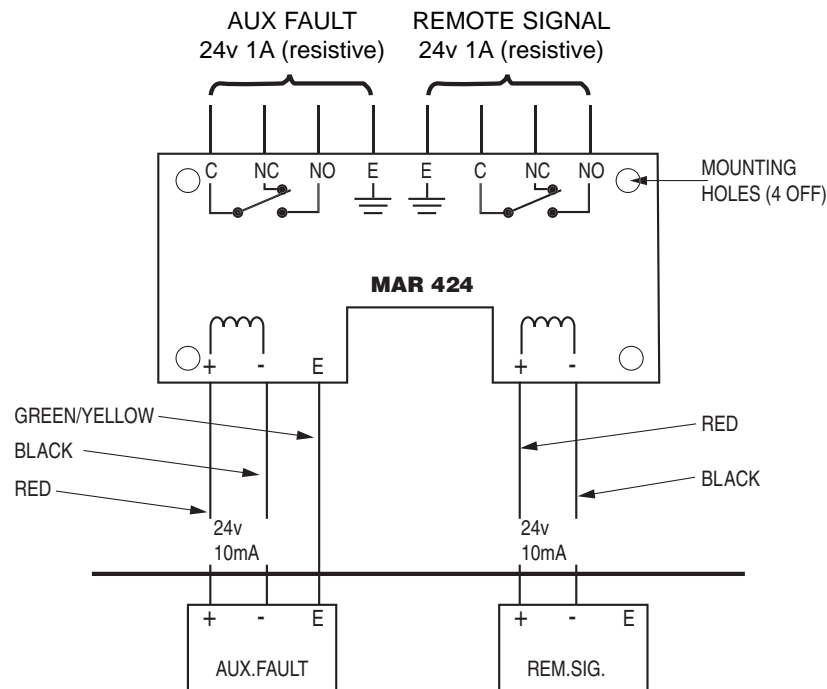 AUX FAULT REMOTE SIGNAL
24v 1A (resistive) 24v 1A (resistive)
C NC NO E E C NC NO
MOUNTING
HOLES (4 OFF)
MAR 424
+ - E + -
GREEN/YELLOW
BLACK
RED
RED
BLACK
24v 24v
10mA 10mA
+ - E + - E
AUX.FAULT REM.SIG.